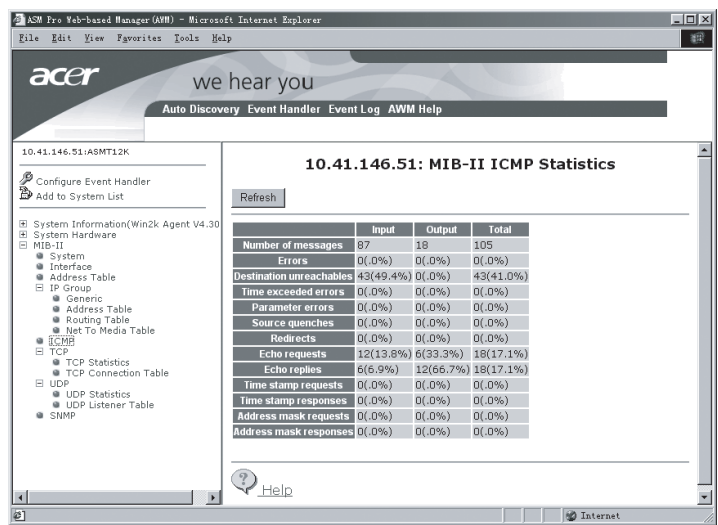 ASM Pro Web-based Manager(AWM) - Microsoft Internet Explorer
File Edit View Favorites Tools Help
acer we hear you
Auto Discovery Event Handler Event Log AWM Help
10.41.146.51:ASMT12K
Configure Event Handler
Add to System List
System Information(Win2k Agent V4.30
System Hardware
MIB-II
System
Interface
Address Table
IP Group
Generic
Address Table
Routing Table
Net To Media Table
ICMP
TCP
TCP Statistics
TCP Connection Table
UDP
UDP Statistics
UDP Listener Table
SNMP
10.41.146.51: MIB-II ICMP Statistics
Refresh
Input Output Total
Number of messages 87 18 105
Errors 0(.0%) 0(.0%) 0(.0%)
Destination unreachables 43(49.4%) 0(.0%) 43(41.0%)
Time exceeded errors 0(.0%) 0(.0%) 0(.0%)
Parameter errors 0(.0%) 0(.0%) 0(.0%)
Source quenches 0(.0%) 0(.0%) 0(.0%)
Redirects 0(.0%) 0(.0%) 0(.0%)
Echo requests 12(13.8%) 6(33.3%) 18(17.1%)
Echo replies 6(6.9%) 12(66.7%) 18(17.1%)
Time stamp requests 0(.0%) 0(.0%) 0(.0%)
Time stamp responses 0(.0%) 0(.0%) 0(.0%)
Address mask requests 0(.0%) 0(.0%) 0(.0%)
Address mask responses 0(.0%) 0(.0%) 0(.0%)
? Help
Internet